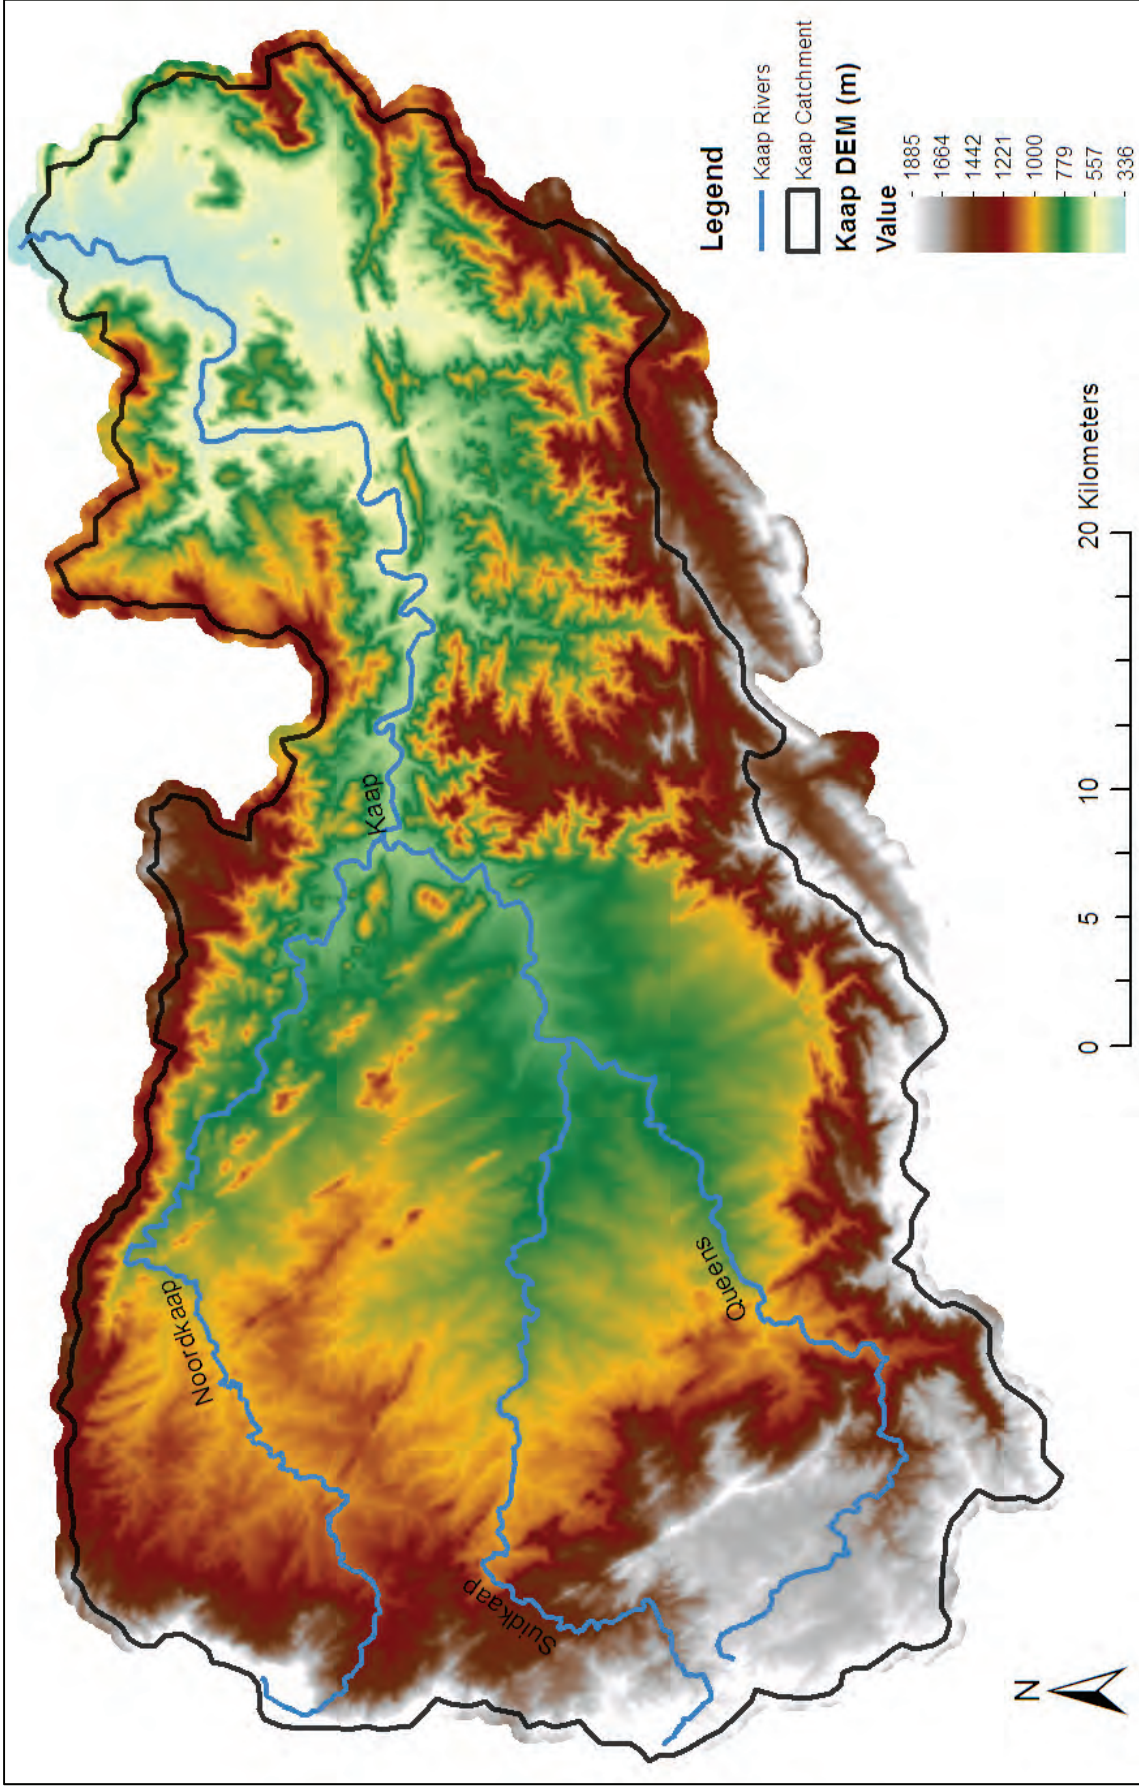 Noordkaap
Kaap
Suidkaap
Queens
N
0 5 10 20 Kilometers
Legend
Kaap Rivers
Kaap Catchment
Kaap DEM (m)
Value
1885
1664
1442
1221
1000
779
557
336